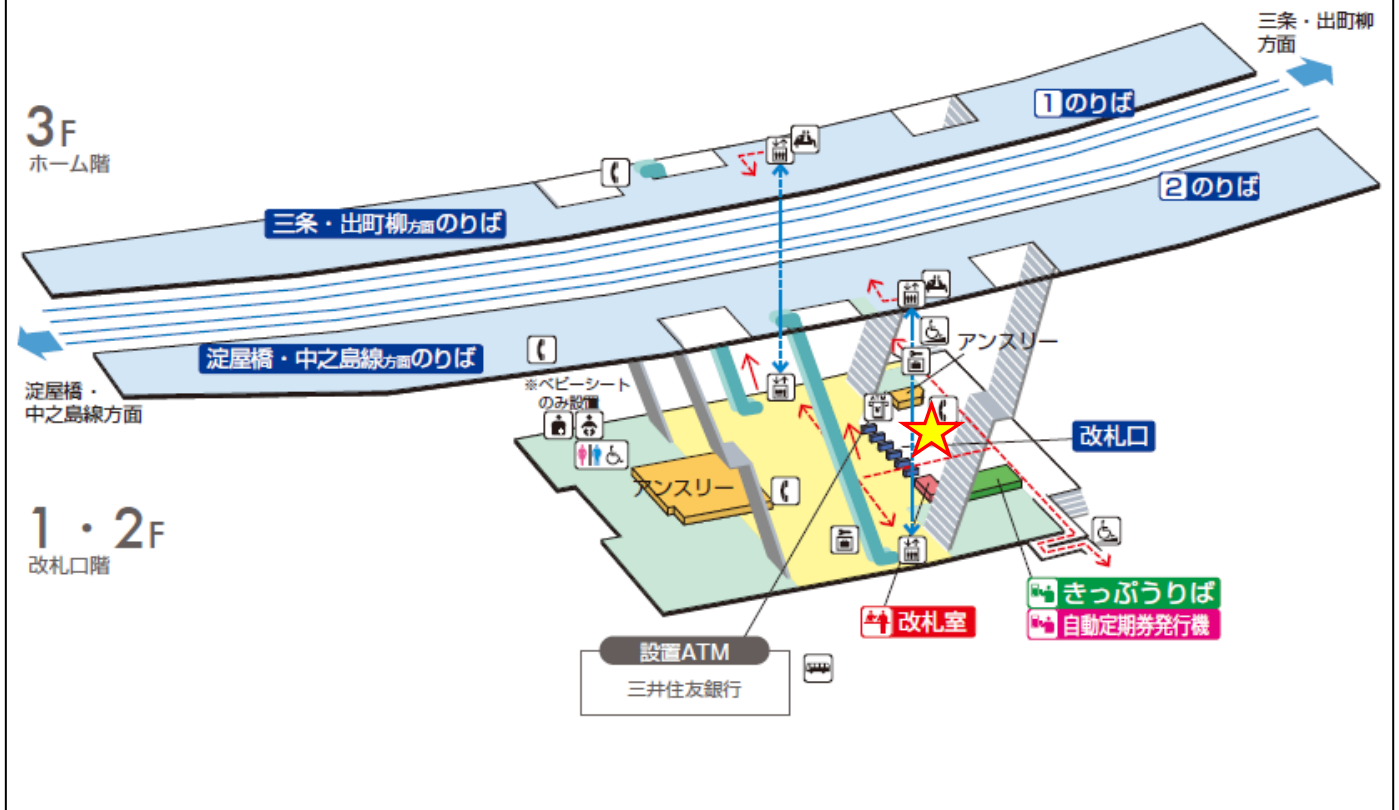 三条・出町柳
方面
1 のりば
3F
ホーム階
2 のりば
三条・出町柳方面のりば
淀屋橋・中之島線方面のりば
アンスリー
淀屋橋・
中之島線方面
※ベビーシート
のみ設置
ATM
改札口
アンスリー
1・2F
改札口階
きっぷうりば
改札室
自動定期券発行機
設置ATM
三井住友銀行